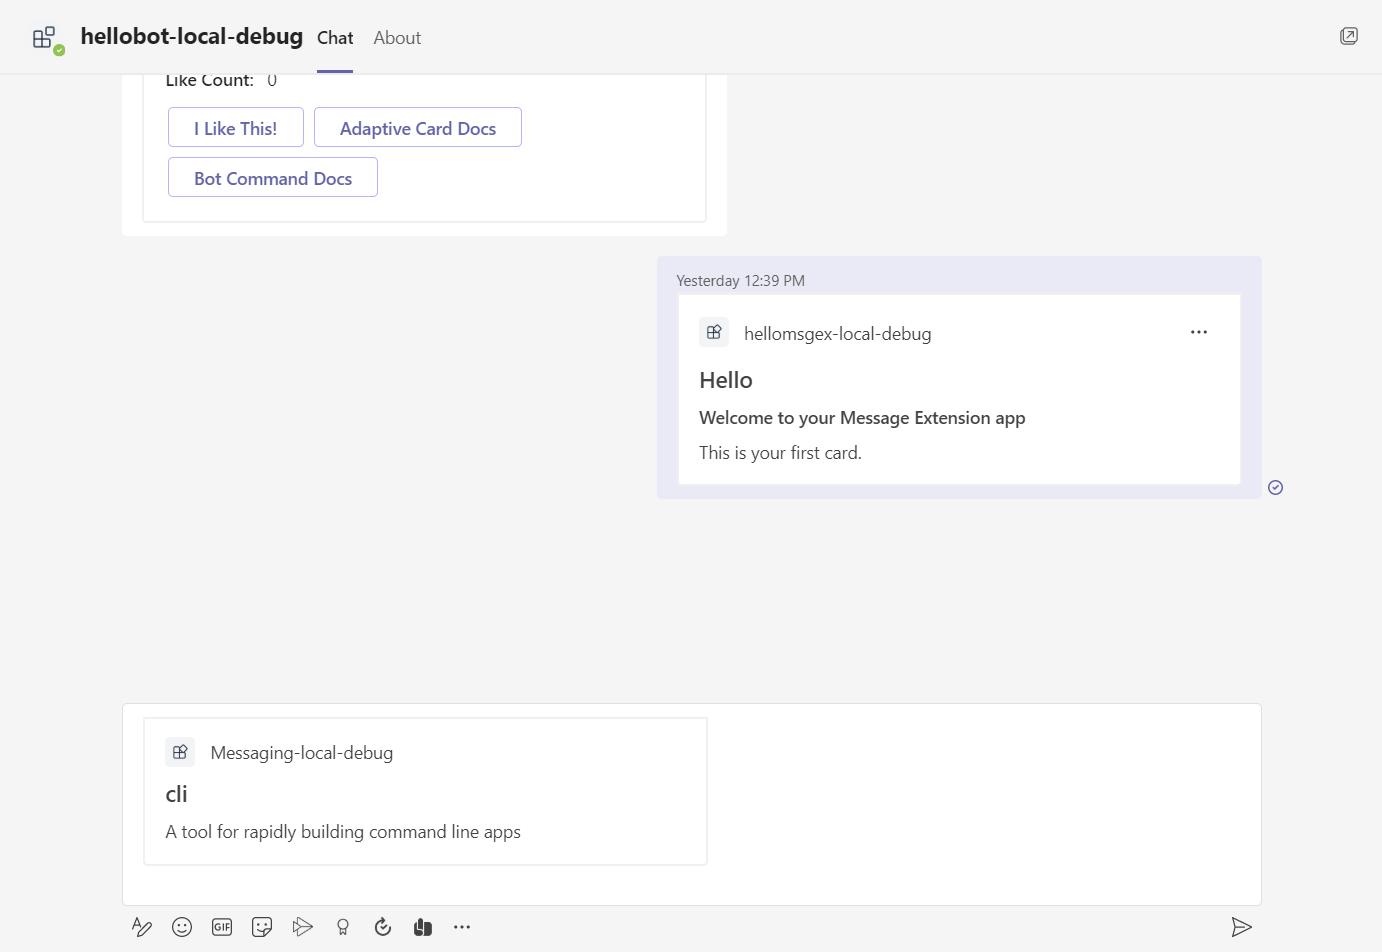 hellobot-local-debug Chat About
Like Count: 0
I Like This! Adaptive Card Docs
Bot Command Docs
Yesterday 12:39 PM
hellomsgex-local-debug
Hello
Welcome to your Message Extension app
This is your first card.
Messaging-local-debug
cli
A tool for rapidly building command line apps
GIF